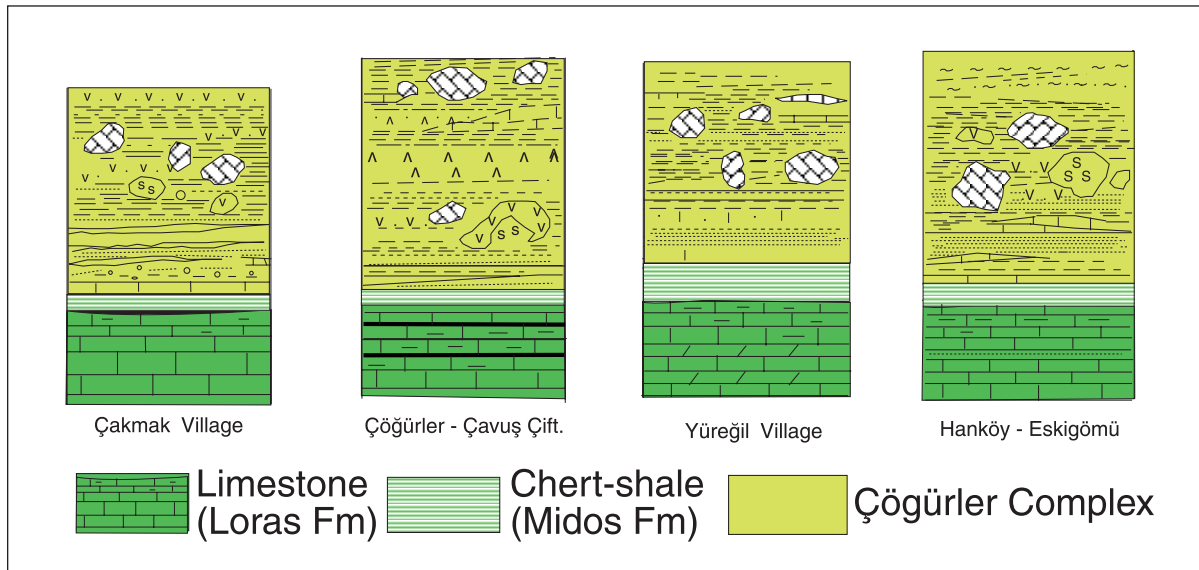 Çakmak Village
Çöğürler - Çavuş Çift.
Yüreğil Village
Hanköy - Eskigömü
Limestone
(Loras Fm)
Chert-shale
(Midos Fm)
Çögürler Complex